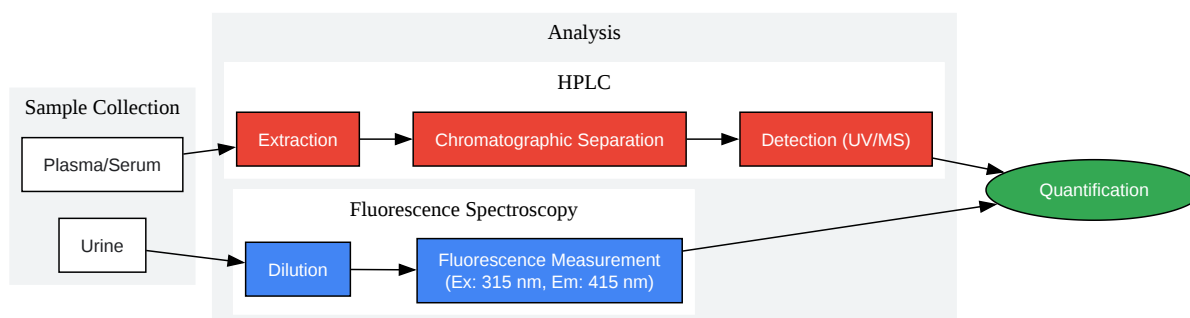 Analysis
HPLC
Sample Collection
Plasma/Serum
Extraction
Chromatographic Separation
Detection (UV/MS)
Quantification
Fluorescence Spectroscopy
Urine
Dilution
Fluorescence Measurement
(Ex: 315 nm, Em: 415 nm)